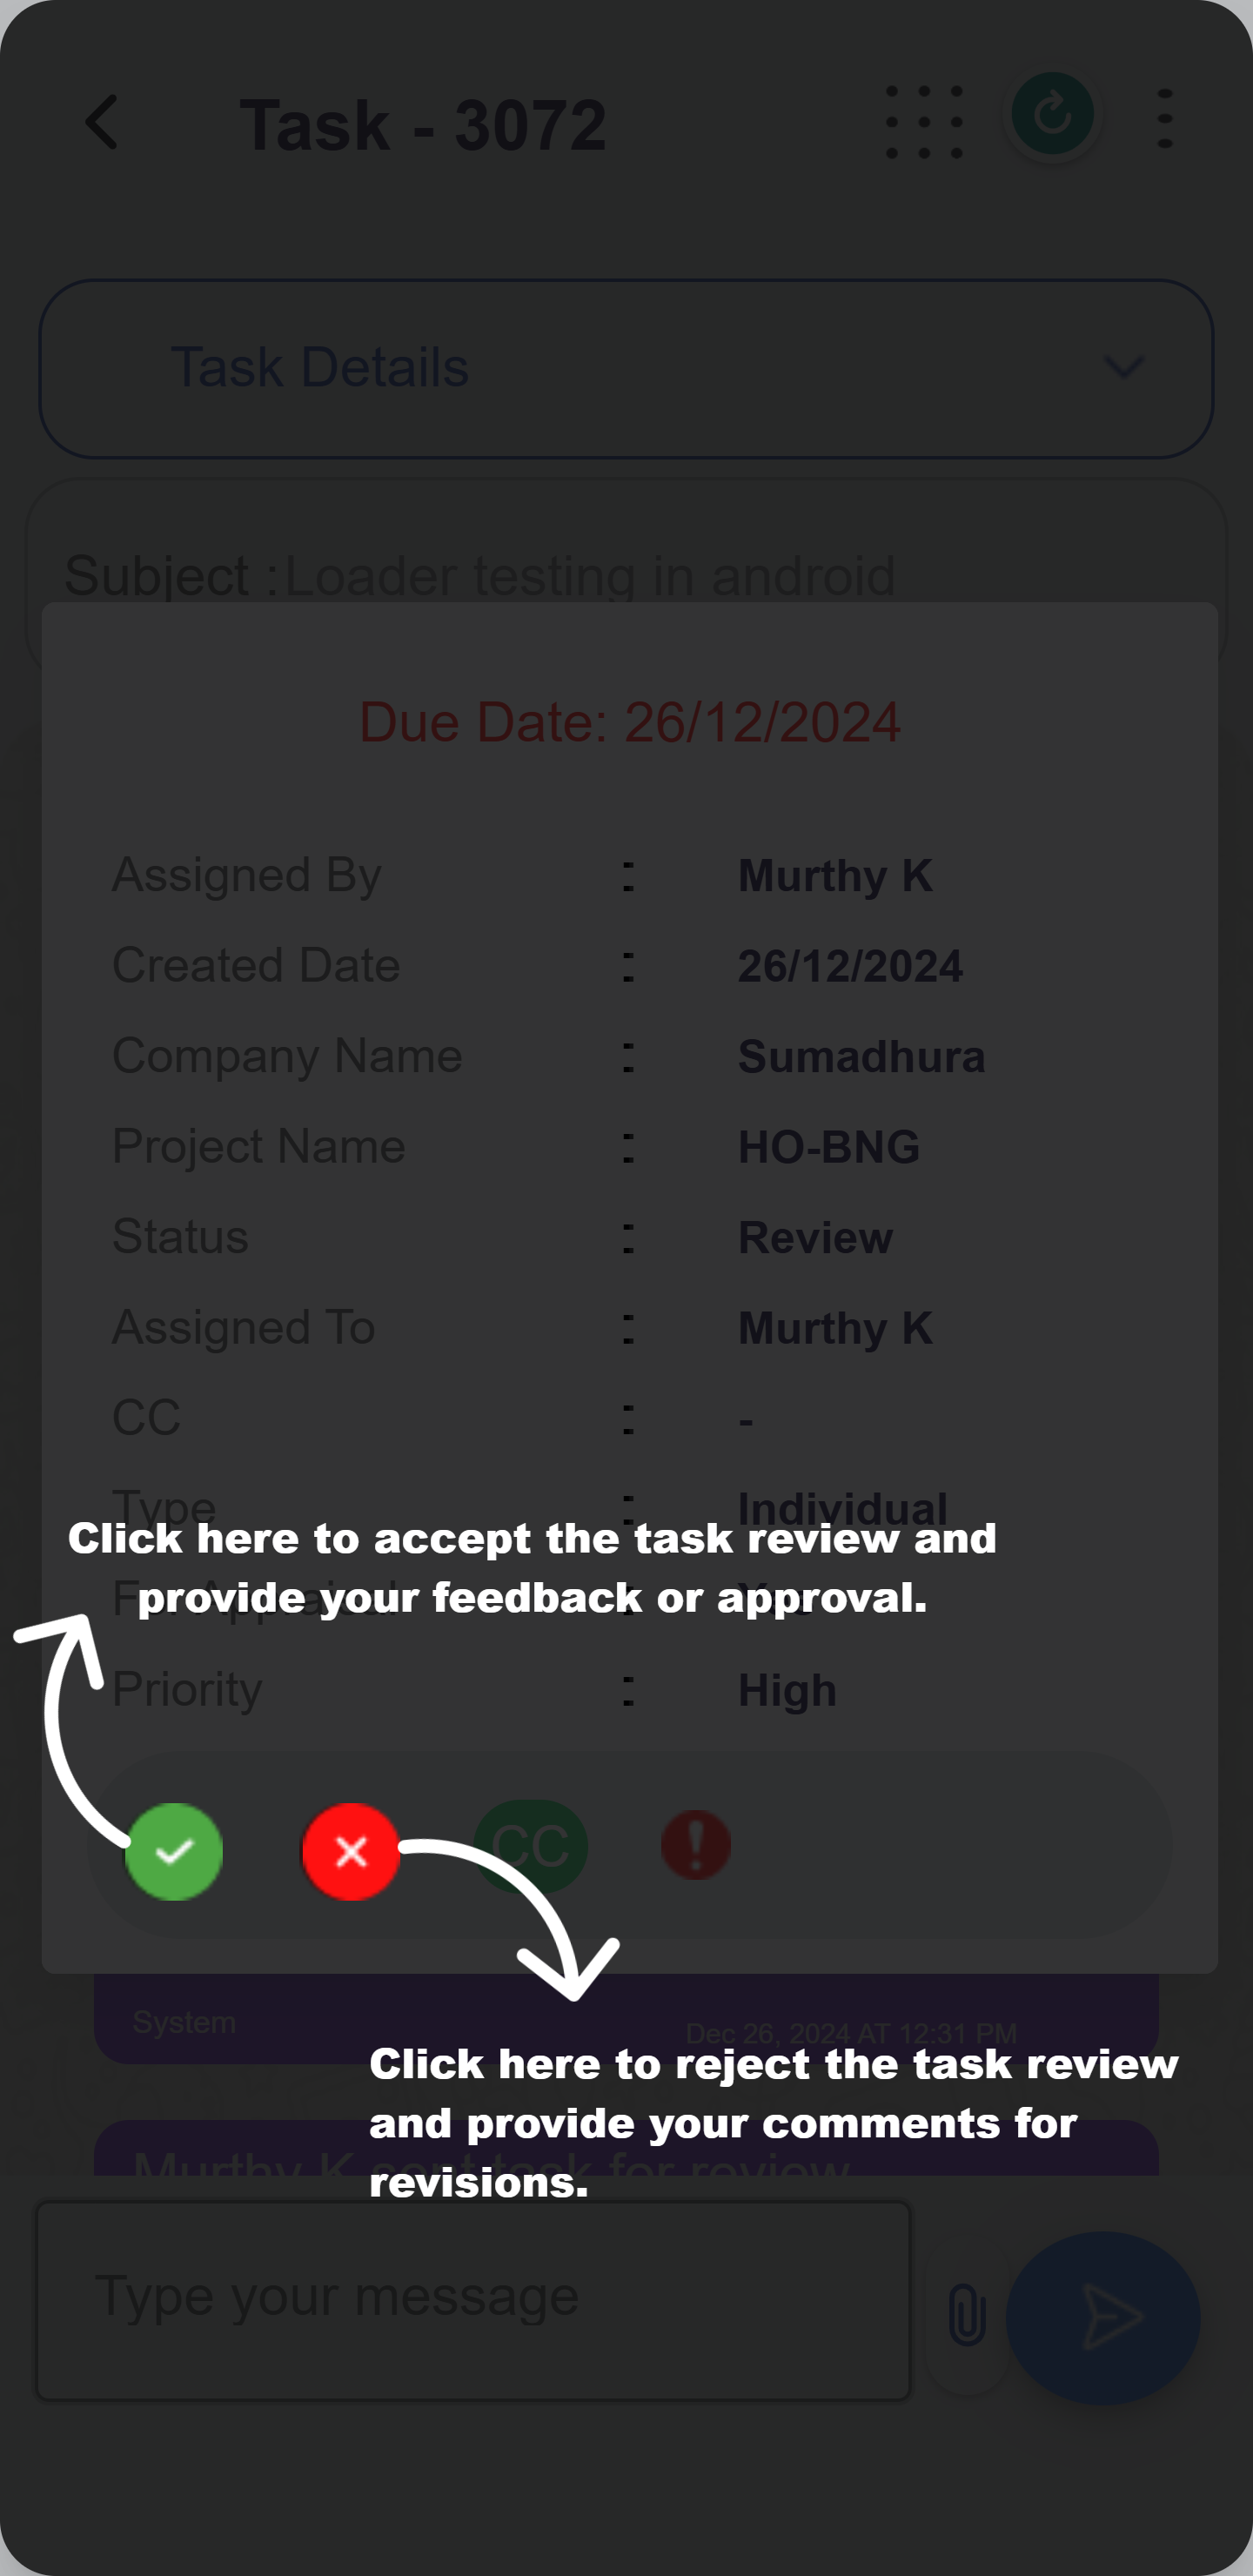 Task - 3072
Task Details
Subject : Loader testing in android
Due Date: 26/12/2024
Assigned By : Murthy K
Created Date : 26/12/2024
Company Name : Sumadhura
Project Name : HO-BNG
Status : Review
Assigned To : Murthy K
CC : -
Type : Individual
Click here to accept the task review and
For Appraisal : Yes
provide your feedback or approval.
Priority : High
CC
System
Dec 26, 2024 AT 12:31 PM
Click here to reject the task review
and provide your comments for
Murthy K sent task for review
revisions.
Type your message